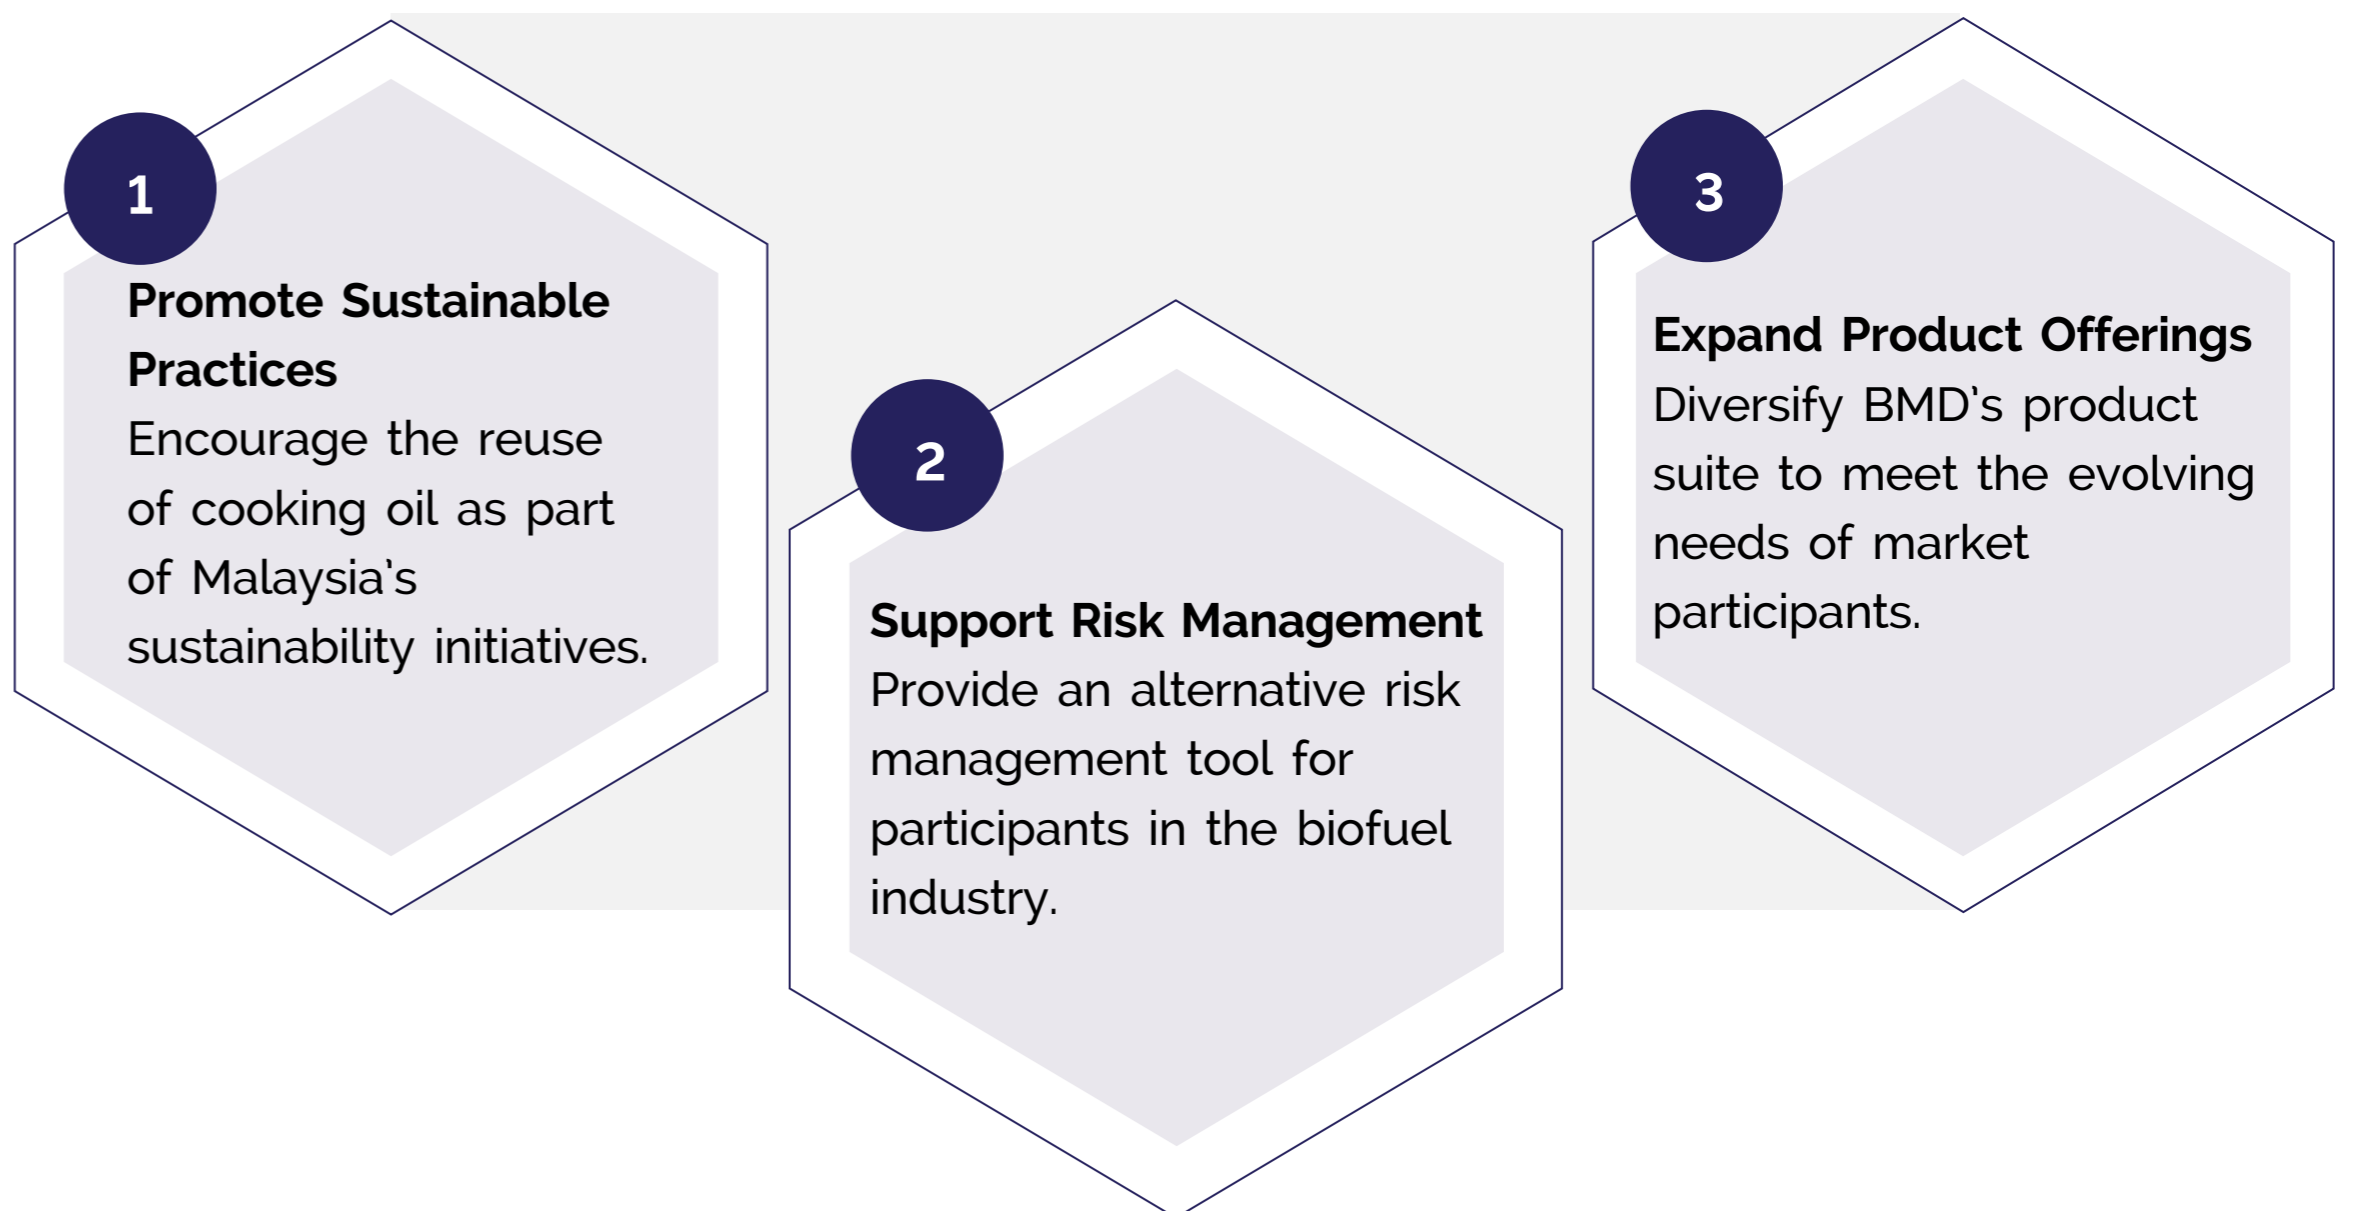 1
Promote Sustainable
Practices
Encourage the reuse
of cooking oil as part
of Malaysia's
sustainability initiatives.
2
Support Risk Management
Provide an alternative risk
management tool for
participants in the biofuel
industry.
3
Expand Product Offerings
Diversify BMD's product
suite to meet the evolving
needs of market
participants.